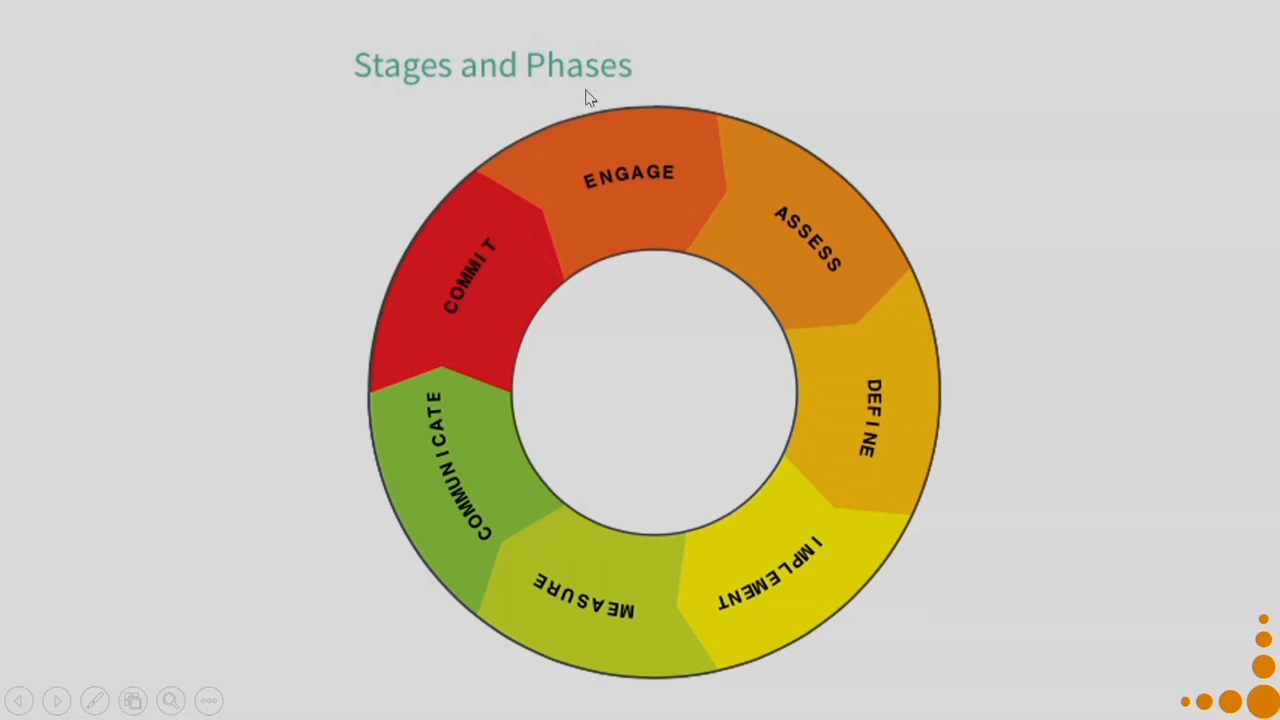 Stages and Phases
ENGAGE
ASSESS
DEFINE
IMPLEMENT
MEASURE
COMMUNICATE
COMMIT